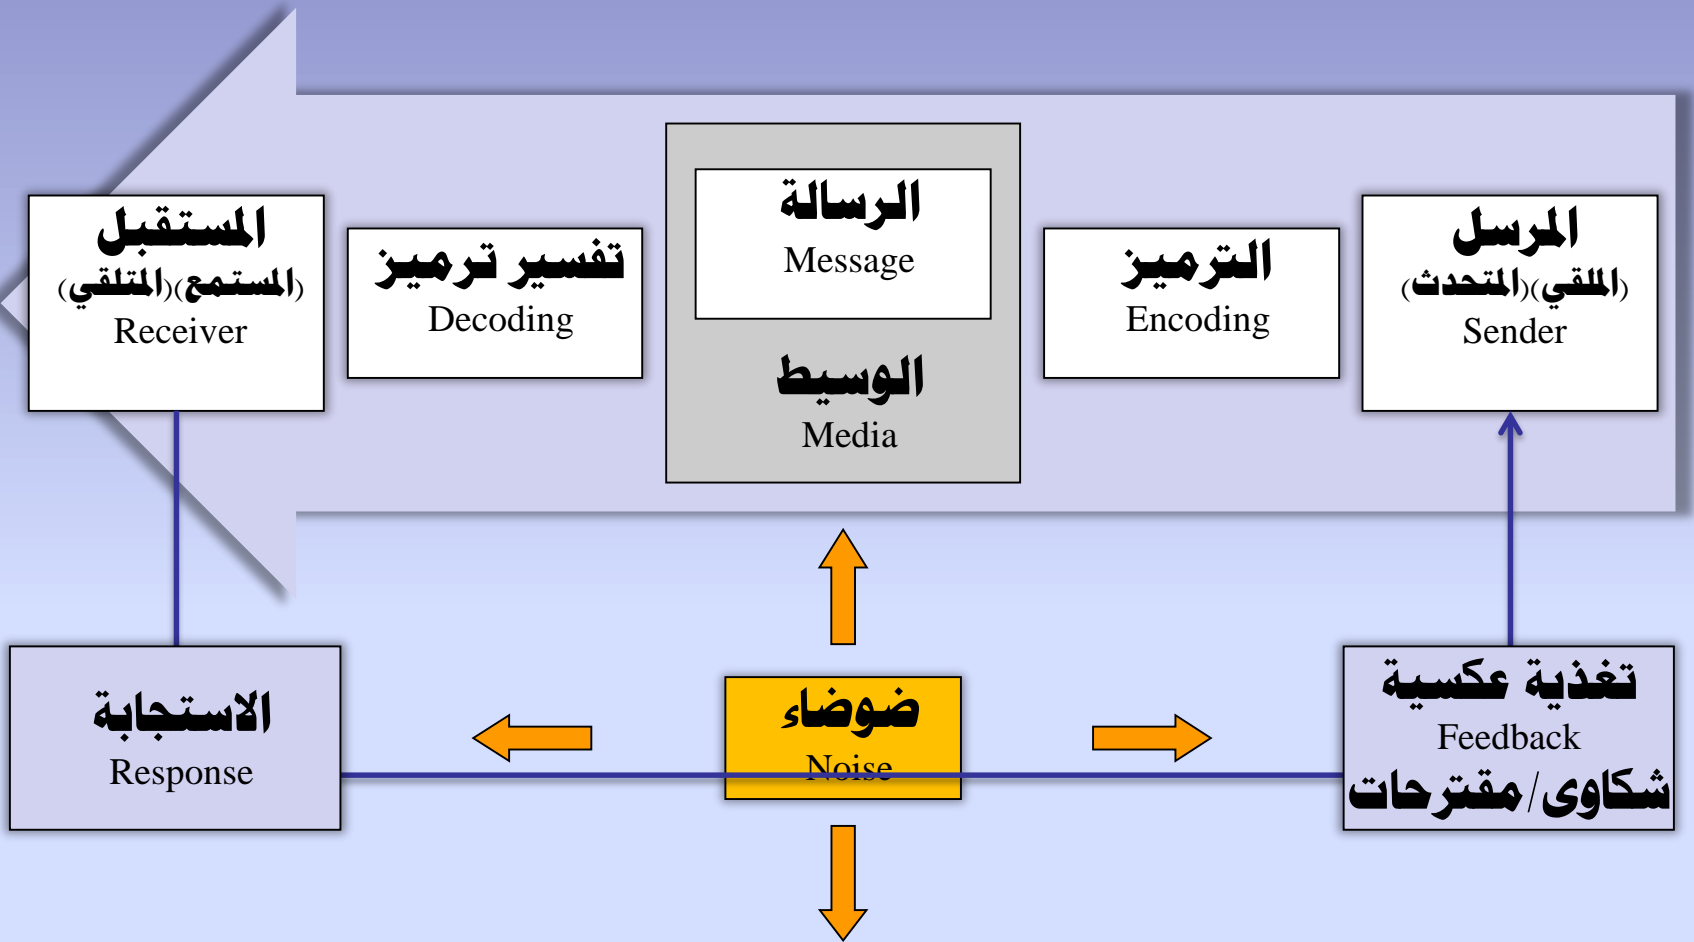 المرسل
(الملقي)(المتحدث)
Sender
الترميز
Encoding
الرسالة
Message
الوسيط
Media
تفسير ترميز
Decoding
المستقبل
(المستمع)(المتلقي)
Receiver
الاستجابة
Response
ضوضاء
Noise
تغذية عكسية
Feedback
شكاوى/مقترحات